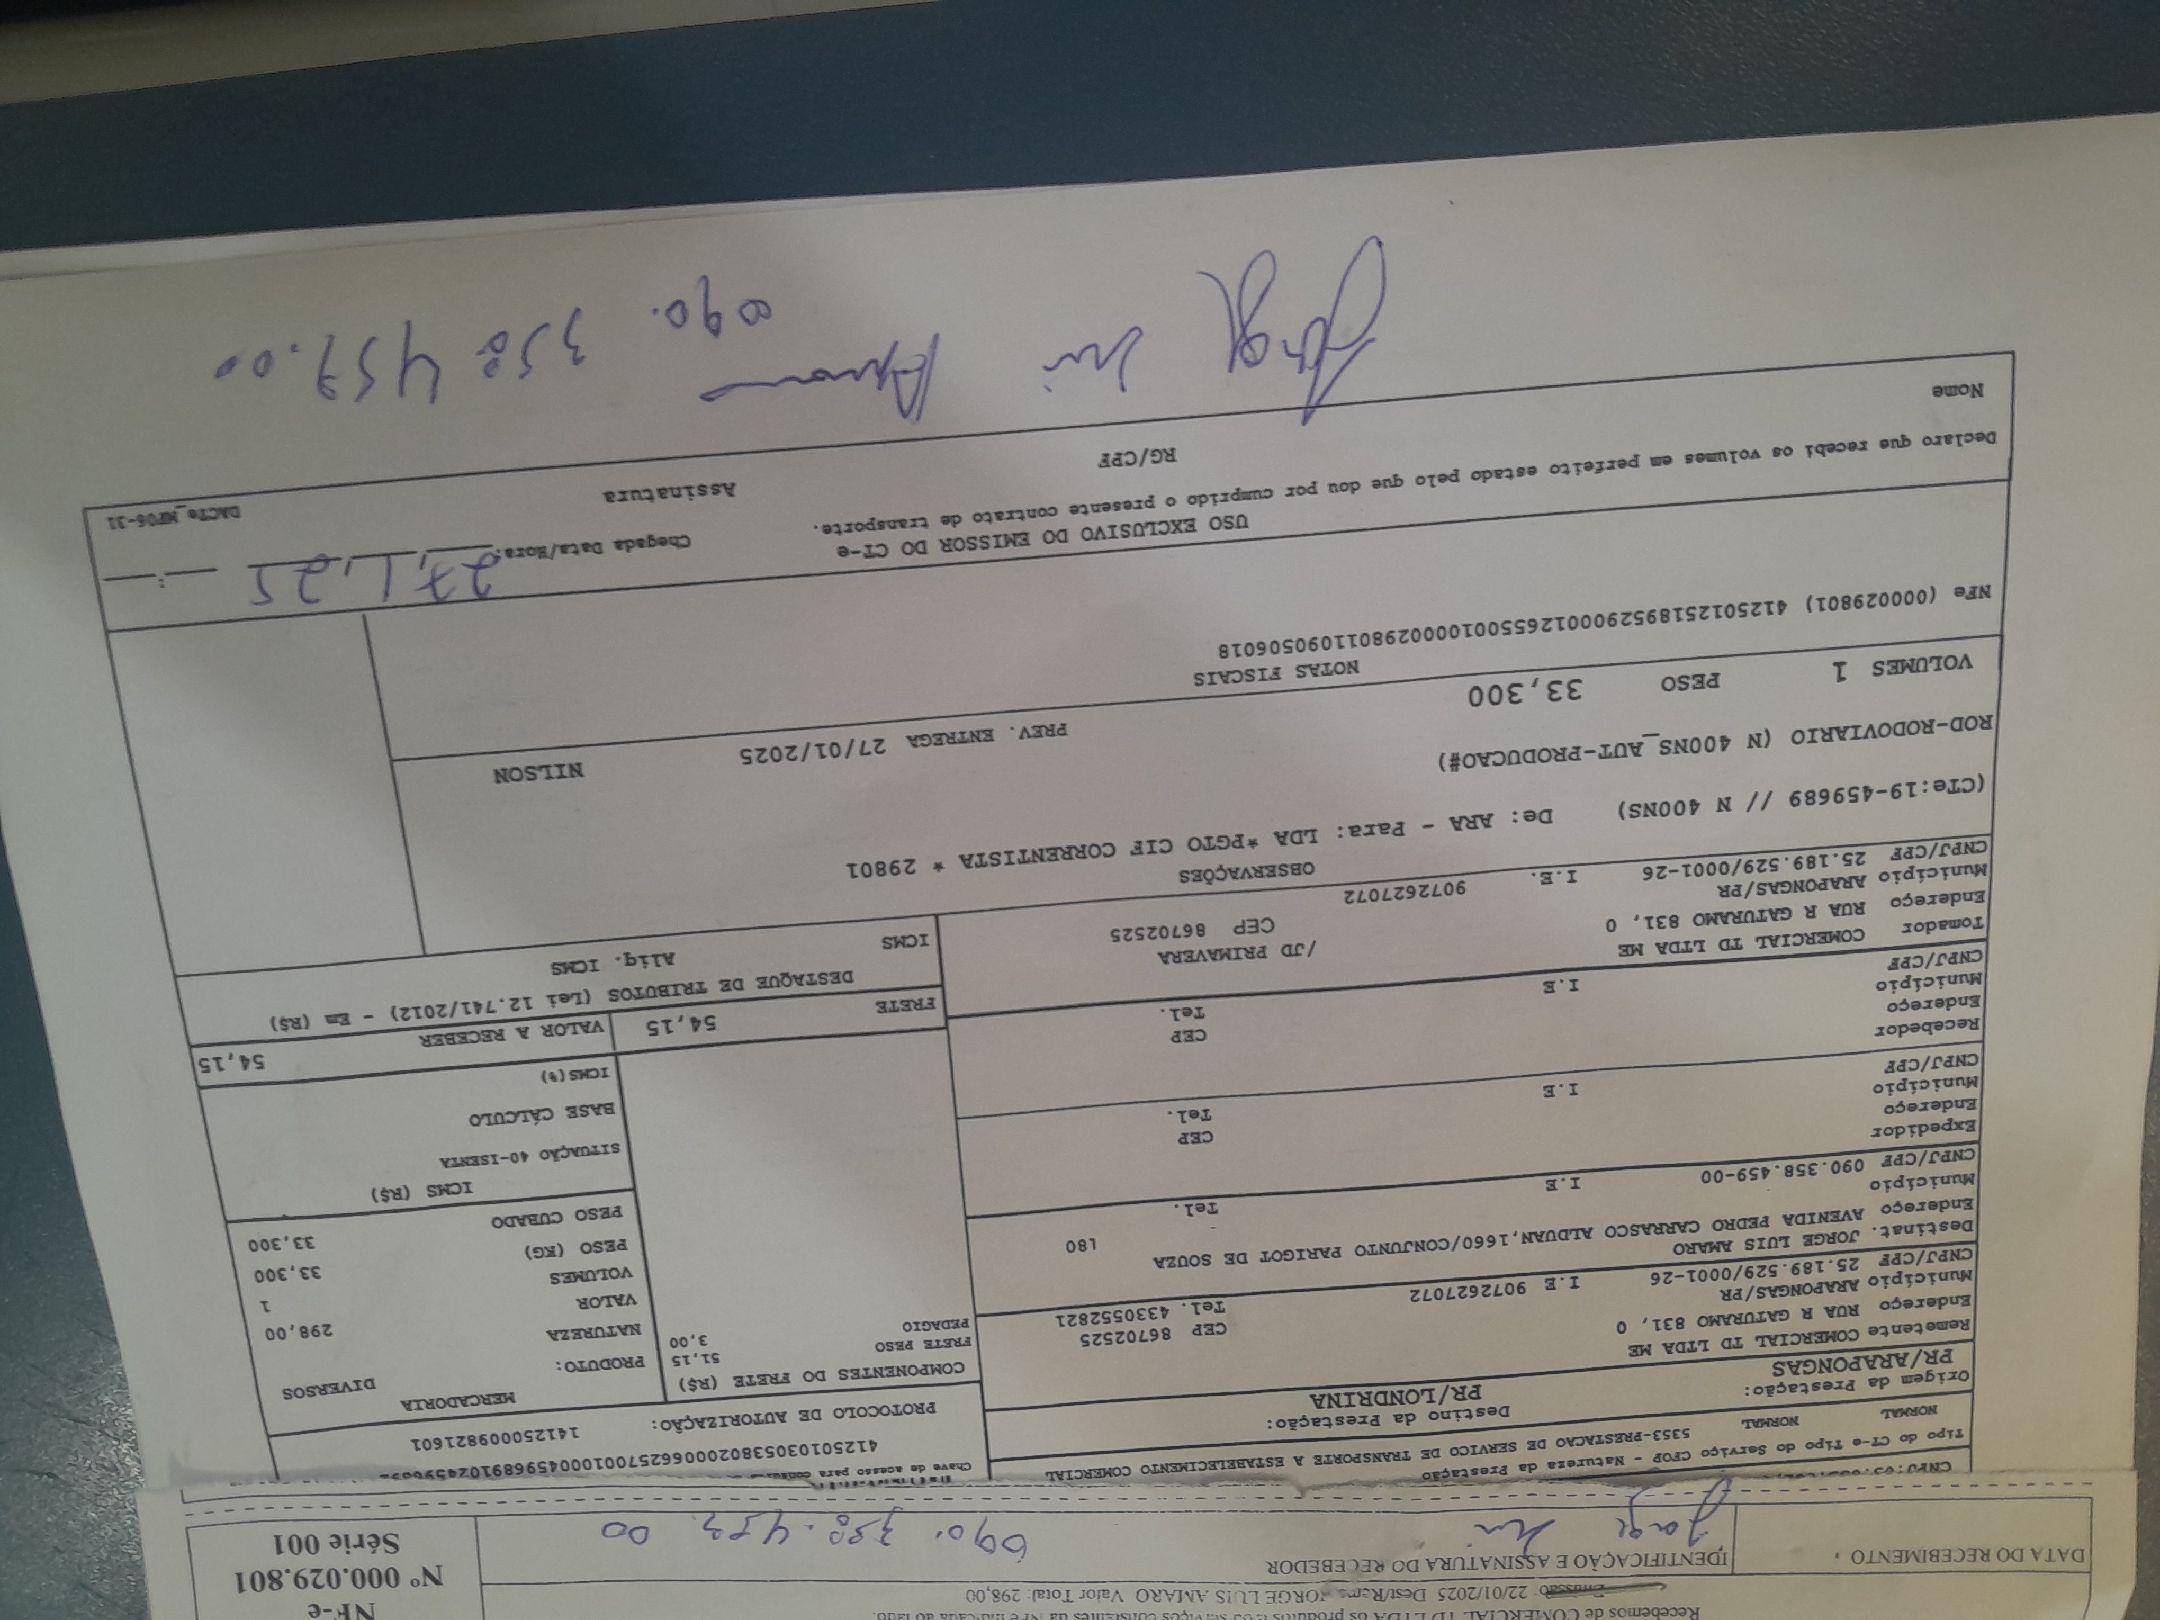 Recebemos de COMERCIAL TD LTDA os produtos e/ou serviços constantes da NFe indicada ao lado.
22/01/2025 Dest/Rem: JORGE LUIS AMARO Valor Total: 298,00
DATA DO RECEBIMENTO
IDENTIFICAÇÃO E ASSINATURA DO RECEBEDOR
NF-e
Nº 000.029.801
Série 001
Tipo do CT-e Tipo do Serviço CFOP - Natureza da Prestação
NORMAL NORMAL 5353-PRESTACAO DE SERVICO DE TRANSPORTE A ESTABELECIMENTO COMERCIAL
Origem da Prestação: Destino da Prestação:
PR/ARAPONGAS PR/LONDRINA
Chave de acesso para
PROTOCOLO DE AUTORIZAÇÃO: 141250009821601
Remetente COMERCIAL TD LTDA ME
Endereço RUA R GATURAMO 831, 0 CEP 86702525
Município ARAPONGAS/PR Tel. 4330552821
CNPJ/CPF 25.189.529/0001-26 I.E 9072627072
Destinat. JORGE LUIS AMARO
Endereço AVENIDA PEDRO CARRASCO ALDUAN,1660/CONJUNTO PARIGOT DE SOUZA
Município Tel.
CNPJ/CPF 090.358.459-00 I.E
Expedidor
Endereço CEP
Município Tel.
CNPJ/CPF I.E
Recebedor
Endereço CEP
Município Tel.
CNPJ/CPF I.E
Tomador COMERCIAL TD LTDA ME
Endereço RUA R GATURAMO 831, 0 /JD PRIMAVERA
Município ARAPONGAS/PR CEP 86702525
CNPJ/CPF 25.189.529/0001-26 I.E. 9072627072
COMPONENTES DO FRETE (R$)
FRETE PESO 51,15
PEDAGIO 3,00
MERCADORIA
PRODUTO: DIVERSOS
NATUREZA
VALOR 298,00
VOLUMES 1
PESO (KG) 33,300
PESO CUBADO 33,300
ICMS (R$)
SITUAÇÃO 40-ISENTA
BASE CÁLCULO
ICMS(%)
FRETE 54,15 VALOR A RECEBER 54,15
DESTAQUE DE TRIBUTOS (Lei 12.741/2012) - Em (R$)
ICMS Aliq. ICMS
OBSERVAÇÕES
(CTe:19-459689 // N 400NS) De: ARA - Para: LDA *PGTO CIF CORRENTISTA * 29801
ROD-RODOVIARIO (N 400NS_AUT-PRODUCAO#)
VOLUMES 1 PESO 33,300 PREV. ENTREGA 27/01/2025 NILSON
NOTAS FISCAIS
NFe (000029801) 41250125189529000126550010000298011090506018
USO EXCLUSIVO DO EMISSOR DO CT-e
Declaro que recebi os volumes em perfeito estado pelo que dou por cumprido o presente contrato de transporte.
Chegada Data/Hora: 27,1,25
Nome RG/CPF Assinatura
DACTe_MP06-31